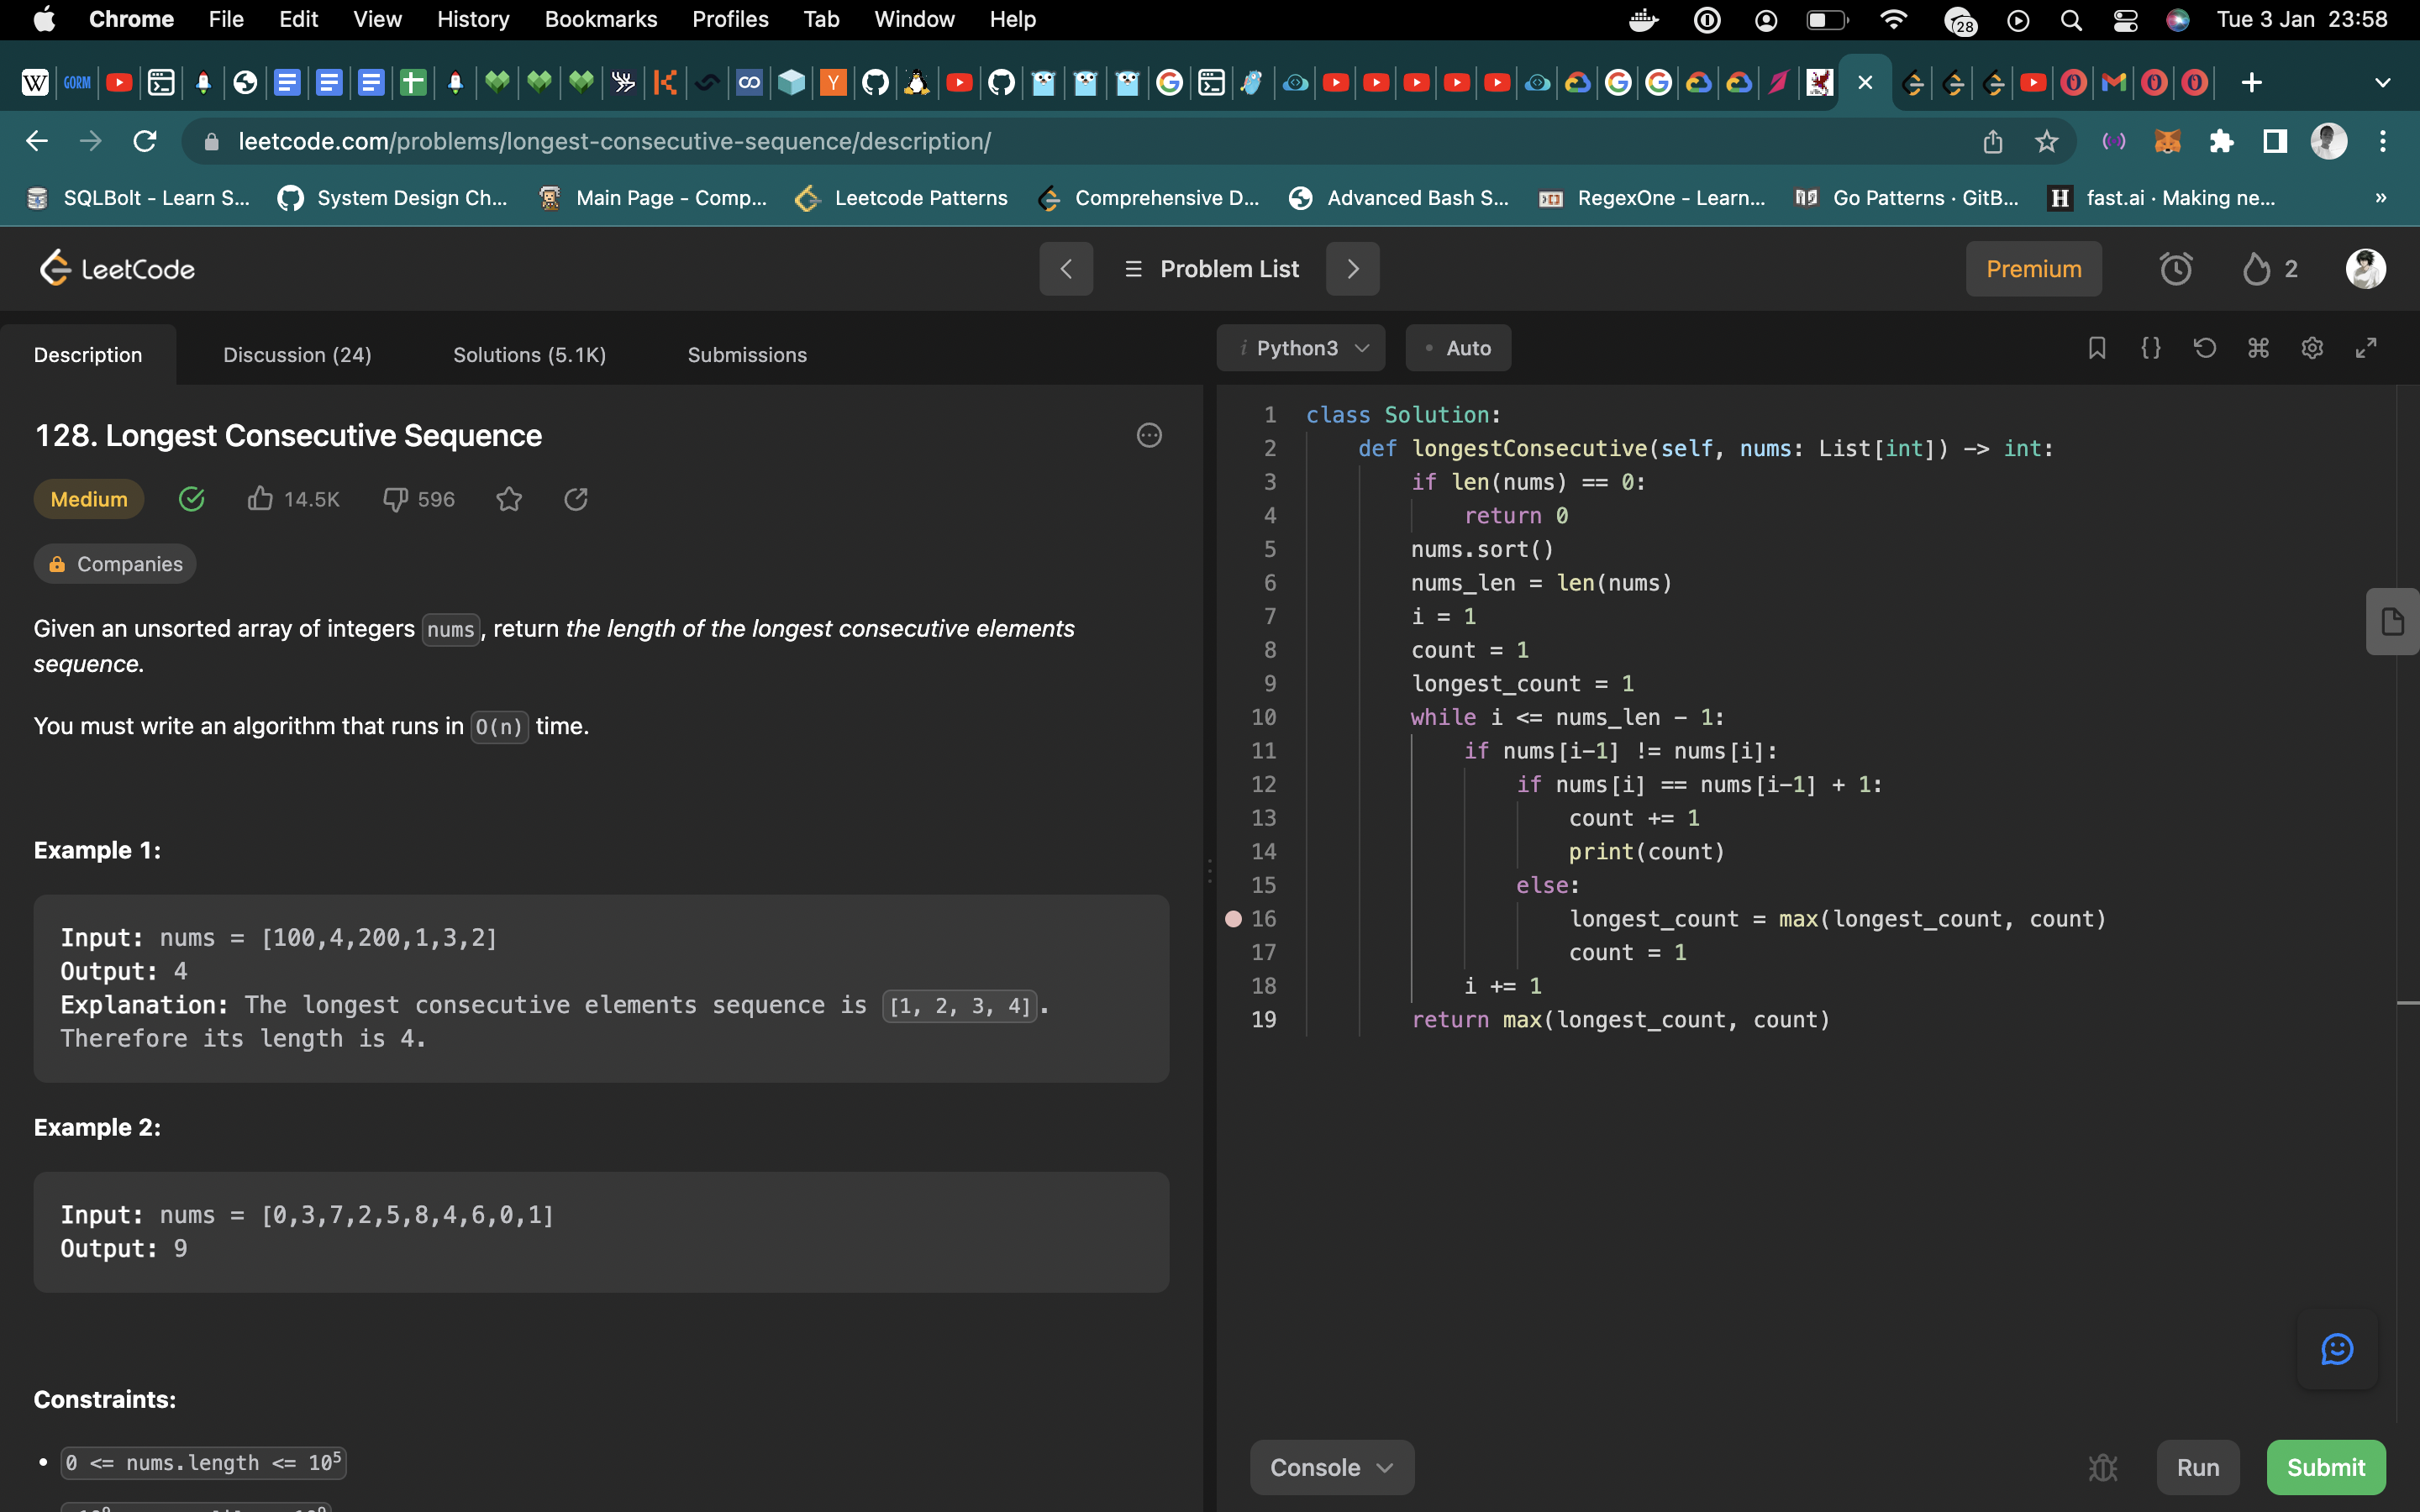 Chrome File Edit View History Bookmarks Profiles Tab Window Help 28 Tue 3 Jan 23:58
W GORM Y G G G
leetcode.com/problems/longest-consecutive-sequence/description/
SQLBolt - Learn S... System Design Ch... Main Page - Comp... Leetcode Patterns Comprehensive D... Advanced Bash S... RegexOne - Learn... Go Patterns · GitB... H fast.ai · Making ne... »
LeetCode Problem List Premium 2
Description Discussion (24) Solutions (5.1K) Submissions
i Python3 • Auto {}
128. Longest Consecutive Sequence
Medium 14.5K 596
Companies
Given an unsorted array of integers nums, return the length of the longest consecutive elements
sequence.
You must write an algorithm that runs in O(n) time.
Example 1:
Input: nums = [100,4,200,1,3,2]
Output: 4
Explanation: The longest consecutive elements sequence is [1, 2, 3, 4].
Therefore its length is 4.
Example 2:
Input: nums = [0,3,7,2,5,8,4,6,0,1]
Output: 9
Constraints:
• 0 <= nums.length <= 10⁵
1 class Solution:
2 def longestConsecutive(self, nums: List[int]) -> int:
3 if len(nums) == 0:
4 return 0
5 nums.sort()
6 nums_len = len(nums)
7 i = 1
8 count = 1
9 longest_count = 1
10 while i <= nums_len - 1:
11 if nums[i-1] != nums[i]:
12 if nums[i] == nums[i-1] + 1:
13 count += 1
14 print(count)
15 else:
16 longest_count = max(longest_count, count)
17 count = 1
18 i += 1
19 return max(longest_count, count)
Console Run Submit